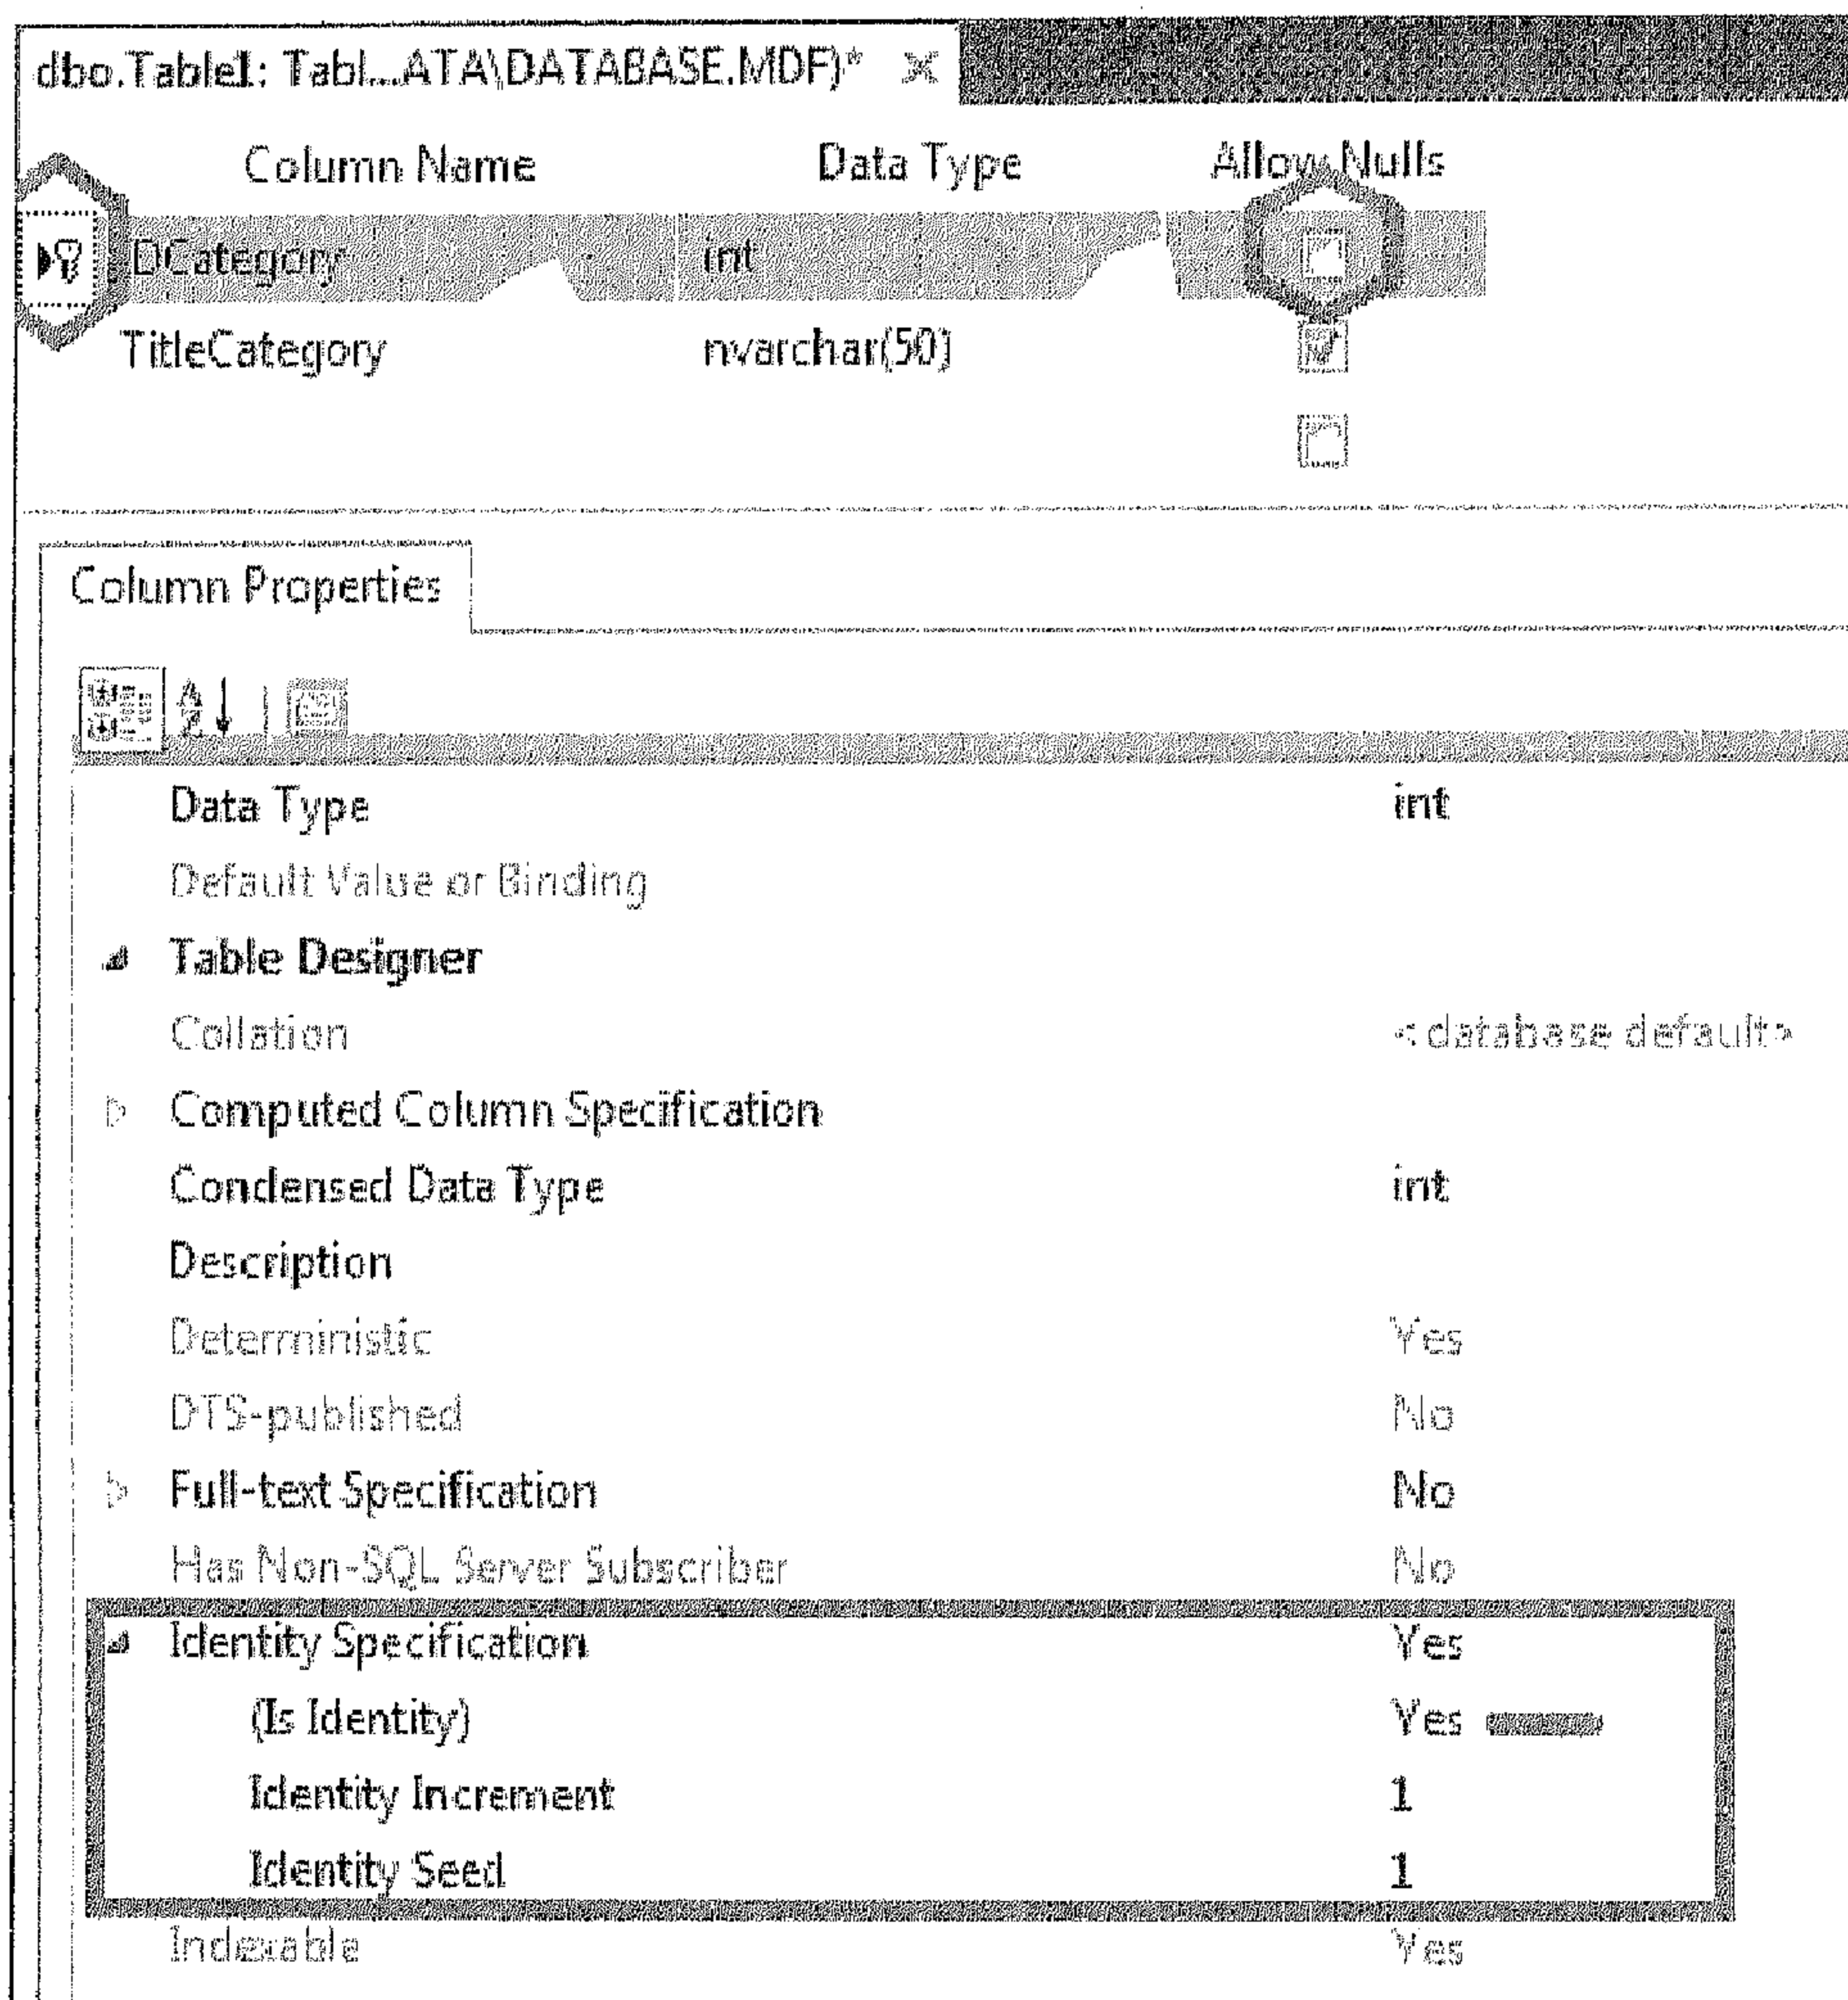 dbo.Table1: Tabl...ATA\DATABASE.MDF)* ✕
Column Name Data Type Allow Nulls
DCategory int
TitleCategory nvarchar(50)
Column Properties
Data Type int
Default Value or Binding
Table Designer
Collation <database default>
Computed Column Specification
Condensed Data Type int
Description
Deterministic Yes
DTS-published No
Full-text Specification No
Has Non-SQL Server Subscriber No
Identity Specification Yes
(Is Identity) Yes
Identity Increment 1
Identity Seed 1
Indexable Yes